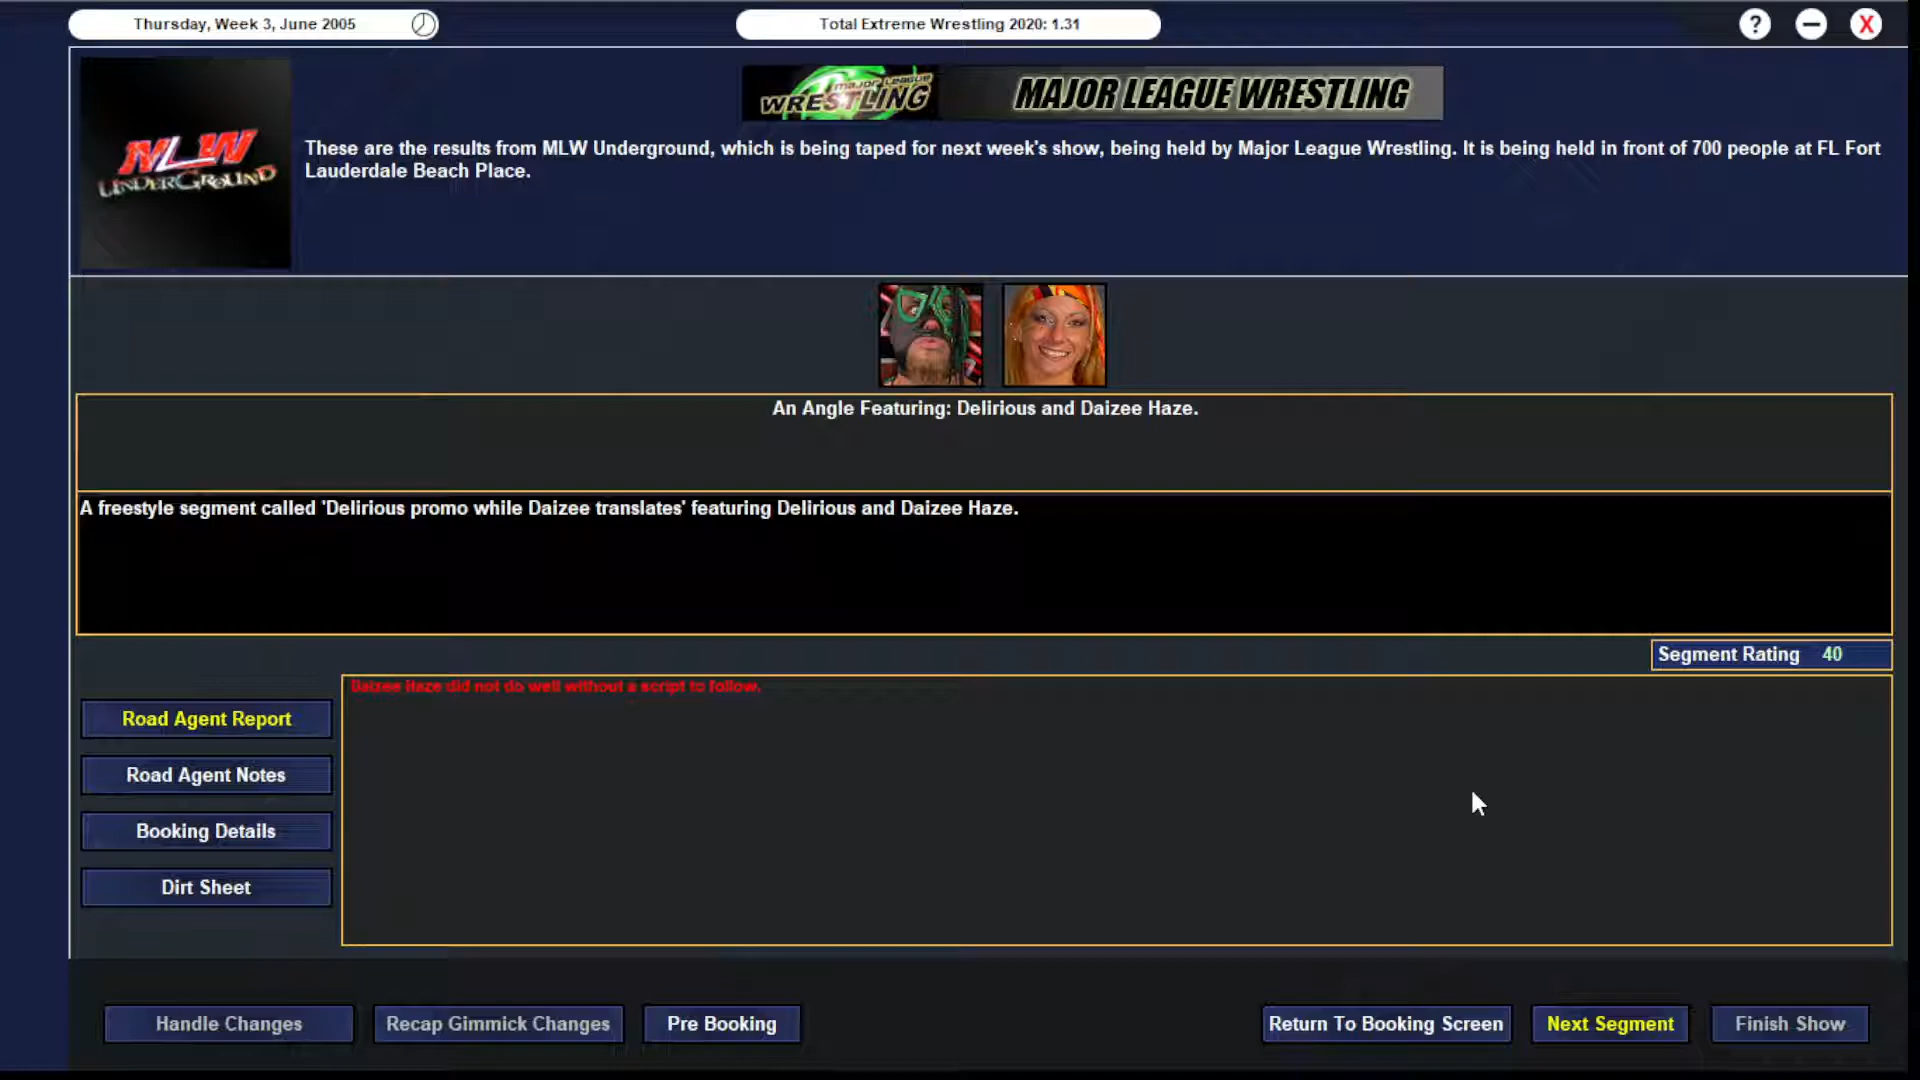 Thursday, Week 3, June 2005
Total Extreme Wrestling 2020: 1.31
?
X
MAJOR LEAGUE
WRESTLING
MAJOR LEAGUE WRESTLING
MLW
UNDERGROUND
These are the results from MLW Underground, which is being taped for next week's show, being held by Major League Wrestling. It is being held in front of 700 people at FL Fort
Lauderdale Beach Place.
An Angle Featuring: Delirious and Daizee Haze.
A freestyle segment called 'Delirious promo while Daizee translates' featuring Delirious and Daizee Haze.
Segment Rating 40
Daizee Haze did not do well without a script to follow.
Road Agent Report
Road Agent Notes
Booking Details
Dirt Sheet
Handle Changes
Recap Gimmick Changes
Pre Booking
Return To Booking Screen
Next Segment
Finish Show